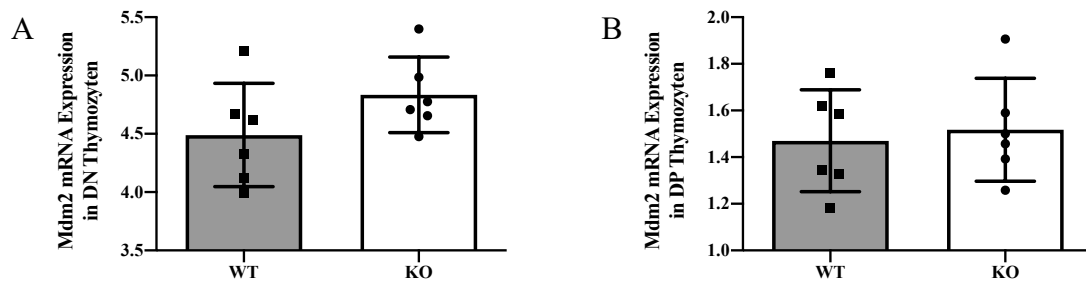 A
Mdm2 mRNA Expression
in DN Thymozyten
5.5
5.0
4.5
4.0
3.5
WT
KO
B
Mdm2 mRNA Expression
in DP Thymozyten
2.0
1.8
1.6
1.4
1.2
1.0
WT
KO